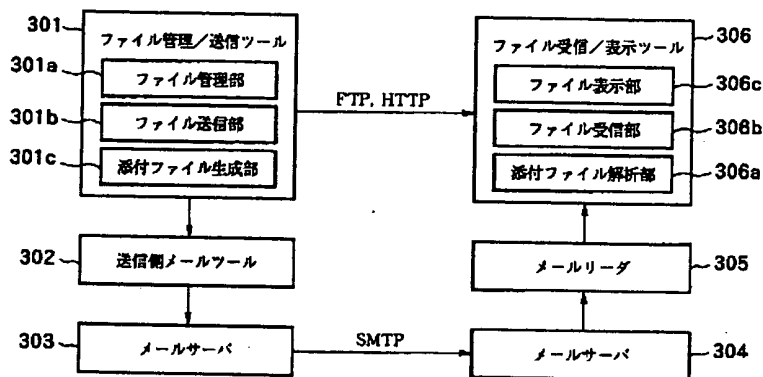 301
ファイル管理/送信ツール
301a
ファイル管理部
301b
ファイル送信部
301c
添付ファイル生成部
FTP, HTTP
306
ファイル受信/表示ツール
ファイル表示部
306c
ファイル受信部
306b
添付ファイル解析部
306a
302
送信側メールツール
メールリーダ
305
303
メールサーバ
SMTP
メールサーバ
304